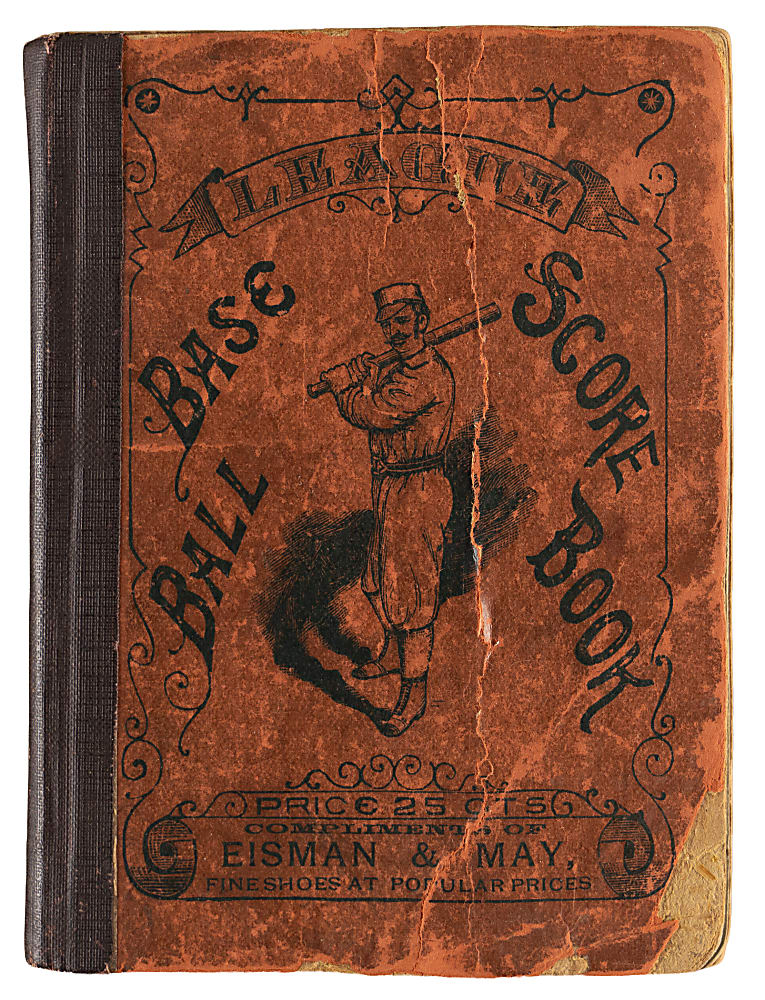 LEAGUE
BASE
BALL
SCORE
BOOK
PRICE 25 CTS
COMPLIMENTS OF
EISMAN & MAY,
FINE SHOES AT POPULAR PRICES